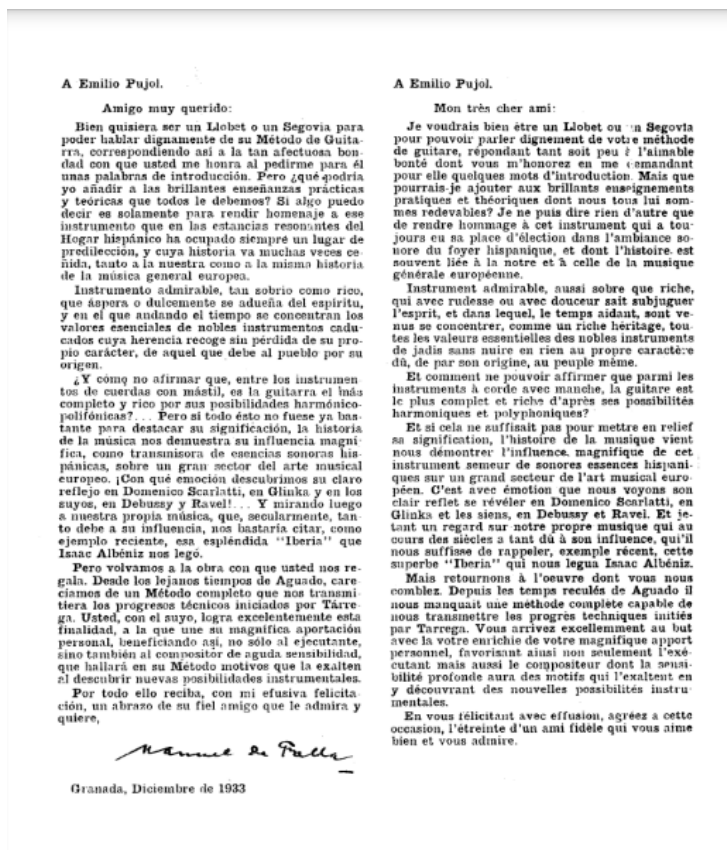 A Emilio Pujol.
Amigo muy querido:
Bien quisiera ser un Llobet o un Segovia para
poder hablar dignamente de su Método de Guita-
rra, correspondiendo así a la tan afectuosa bon-
dad con que usted me honra al pedirme para él
unas palabras de introducción. Pero ¿qué podría
yo añadir a las brillantes enseñanzas prácticas
y teóricas que todos le debemos? Si algo puedo
decir es solamente para rendir homenaje a ese
instrumento que en las estancias resonantes del
Hogar hispánico ha ocupado siempre un lugar de
predilección, y cuya historia va muchas veces ce-
ñida, tanto a la nuestra como a la misma historia
de la música general europea.
Instrumento admirable, tan sobrio como rico,
que áspera o dulcemente se adueña del espíritu,
y en el que andando el tiempo se concentran los
valores esenciales de nobles instrumentos cadu-
cados cuya herencia recoge sin pérdida de su pro-
pio carácter, de aquel que debe al pueblo por su
origen.
¿Y cómo no afirmar que, entre los instrumen-
tos de cuerdas con mástil, es la guitarra el más
completo y rico por sus posibilidades harmónico-
polifónicas?... Pero si todo ésto no fuese ya bas-
tante para destacar su significación, la historia
de la música nos demuestra su influencia magní-
fica, como transmisora de esencias sonoras his-
pánicas, sobre un gran sector del arte musical
europeo. ¡Con qué emoción descubrimos su claro
reflejo en Domenico Scarlatti, en Glinka y en los
suyos, en Debussy y Ravel!... Y mirando luego
a nuestra propia música, que, secularmente, tan-
to debe a su influencia, nos bastaría citar, como
ejemplo reciente, esa espléndida "Iberia" que
Isaac Albéniz nos legó.
Pero volvamos a la obra con que usted nos re-
gala. Desde los lejanos tiempos de Aguado, care-
ciamos de un Método completo que nos transmi-
tiera los progresos técnicos iniciados por Tárre-
ga. Usted, con el suyo, logra excelentemente esta
finalidad, a la que une su magnífica aportación
personal, beneficiando así, no sólo al ejecutante,
sino también al compositor de aguda sensibilidad,
que hallará en su Método motivos que la exalten
al descubrir nuevas posibilidades instrumentales.
Por todo ello reciba, con mi efusiva felicita-
ción, un abrazo de su fiel amigo que le admira y
quiere,
Manuel de Falla
Granada, Diciembre de 1933
A Emilio Pujol.
Mon très cher ami:
Je voudrais bien être un Llobet ou un Segovia
pour pouvoir parler dignement de votre méthode
de guitare, répondant tant soit peu à l'aimable
bonté dont vous m'honorez en me demandant
pour elle quelques mots d'introduction. Mais que
pourrais-je ajouter aux brillants enseignements
pratiques et théoriques dont nous tous lui som-
mes redevables? Je ne puis dire rien d'autre que
de rendre hommage à cet instrument qui a tou-
jours eu sa place d'élection dans l'ambiance so-
nore du foyer hispanique, et dont l'histoire est
souvent liée à la notre et à celle de la musique
générale européenne.
Instrument admirable, aussi sobre que riche,
qui avec rudesse ou avec douceur sait subjuguer
l'esprit, et dans lequel, le temps aidant, sont ve-
nus se concentrer, comme un riche héritage, tou-
tes les valeurs essentielles des nobles instruments
de jadis sans nuire en rien au propre caractère
dû, de par son origine, au peuple même.
Et comment ne pouvoir affirmer que parmi les
instruments à corde avec manche, la guitare est
le plus complet et riche d'après ses possibilités
harmoniques et polyphoniques?
Et si cela ne suffisait pas pour mettre en relief
sa signification, l'histoire de la musique vient
nous démontrer l'influence magnifique de cet
instrument semeur de sonores essences hispani-
ques sur un grand secteur de l'art musical euro-
péen. C'est avec émotion que nous voyons son
clair reflet se révéler en Domenico Scarlatti, en
Glinka et les siens, en Debussy et Ravel. Et je-
tant un regard sur notre propre musique qui au
cours des siècles a tant dû à son influence, qui'il
nous suffise de rappeler, exemple récent, cette
superbe "Iberia" qui nous legua Isaac Albéniz.
Mais retournons à l'oeuvre dont vous nous
comblez. Depuis les temps reculés de Aguado il
nous manquait une méthode complète capable de
nous transmettre les progrès techniques initiés
par Tarrega. Vous arrivez excellemment au but
avec la votre enrichie de votre magnifique apport
personnel, favorisant ainsi non seulement l'exé-
cutant mais aussi le compositeur dont la sensi-
bilité profonde aura des motifs qui l'exaltent en
y découvrant des nouvelles possibilités instru-
mentales.
En vous félicitant avec effusion, agréez a cette
occasion, l'étreinte d'un ami fidèle qui vous aime
bien et vous admire.